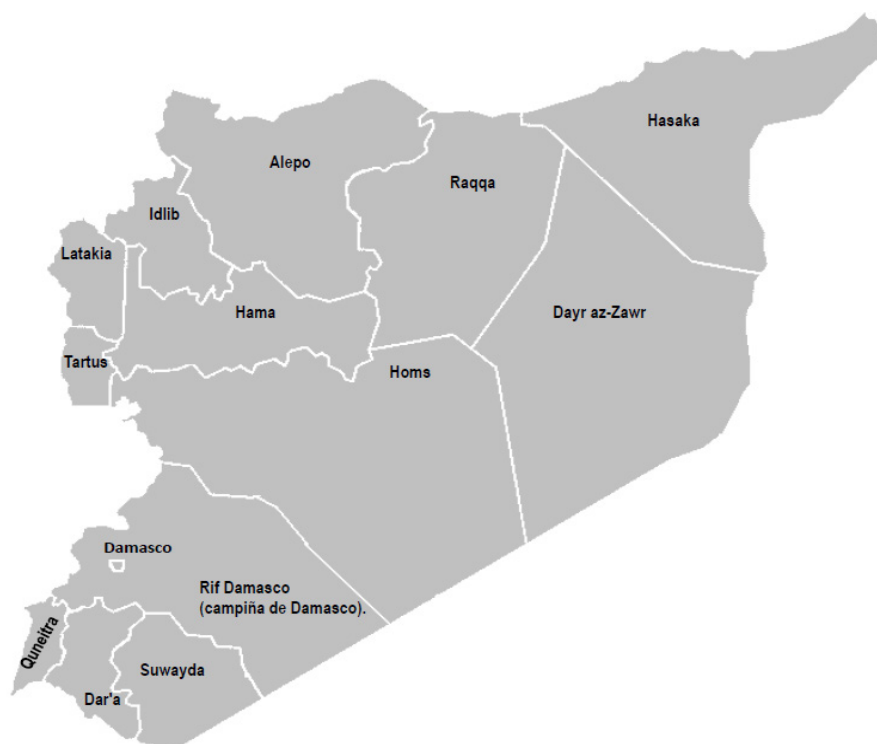 Hasaka
Alepo
Raqqa
Idlib
Latakia
Hama
Dayr az-Zawr
Tartus
Homs
Damasco
Rif Damasco
(campiña de Damasco).
Quneitra
Suwayda
Dar'a